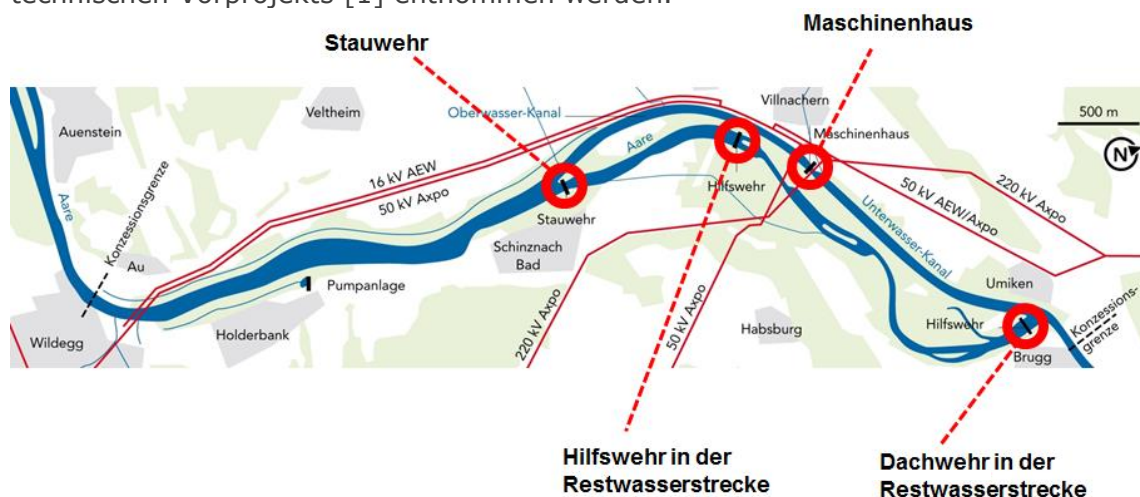 technischen Vorprojekts [1] entnommen werden.
Stauwehr
Maschinenhaus
Auenstein
Veltheim
Oberwasser-Kanal
Villnachern
500 m
Maschinenhaus
N
Aare
Aare
16 kV AEW
50 kV Axpo
Hilfswehr
Konzessionsgrenze
Stauwehr
50 kV AEW/Axpo
220 kV Axpo
Unterwasser-Kanal
Au
Schinznach
Bad
Pumpanlage
Umiken
Wildegg
Holderbank
220 kV Axpo
50 kV Axpo
Habsburg
Hilfswehr
Konzessions-
grenze
Brugg
Hilfswehr in der
Restwasserstrecke
Dachwehr in der
Restwasserstrecke